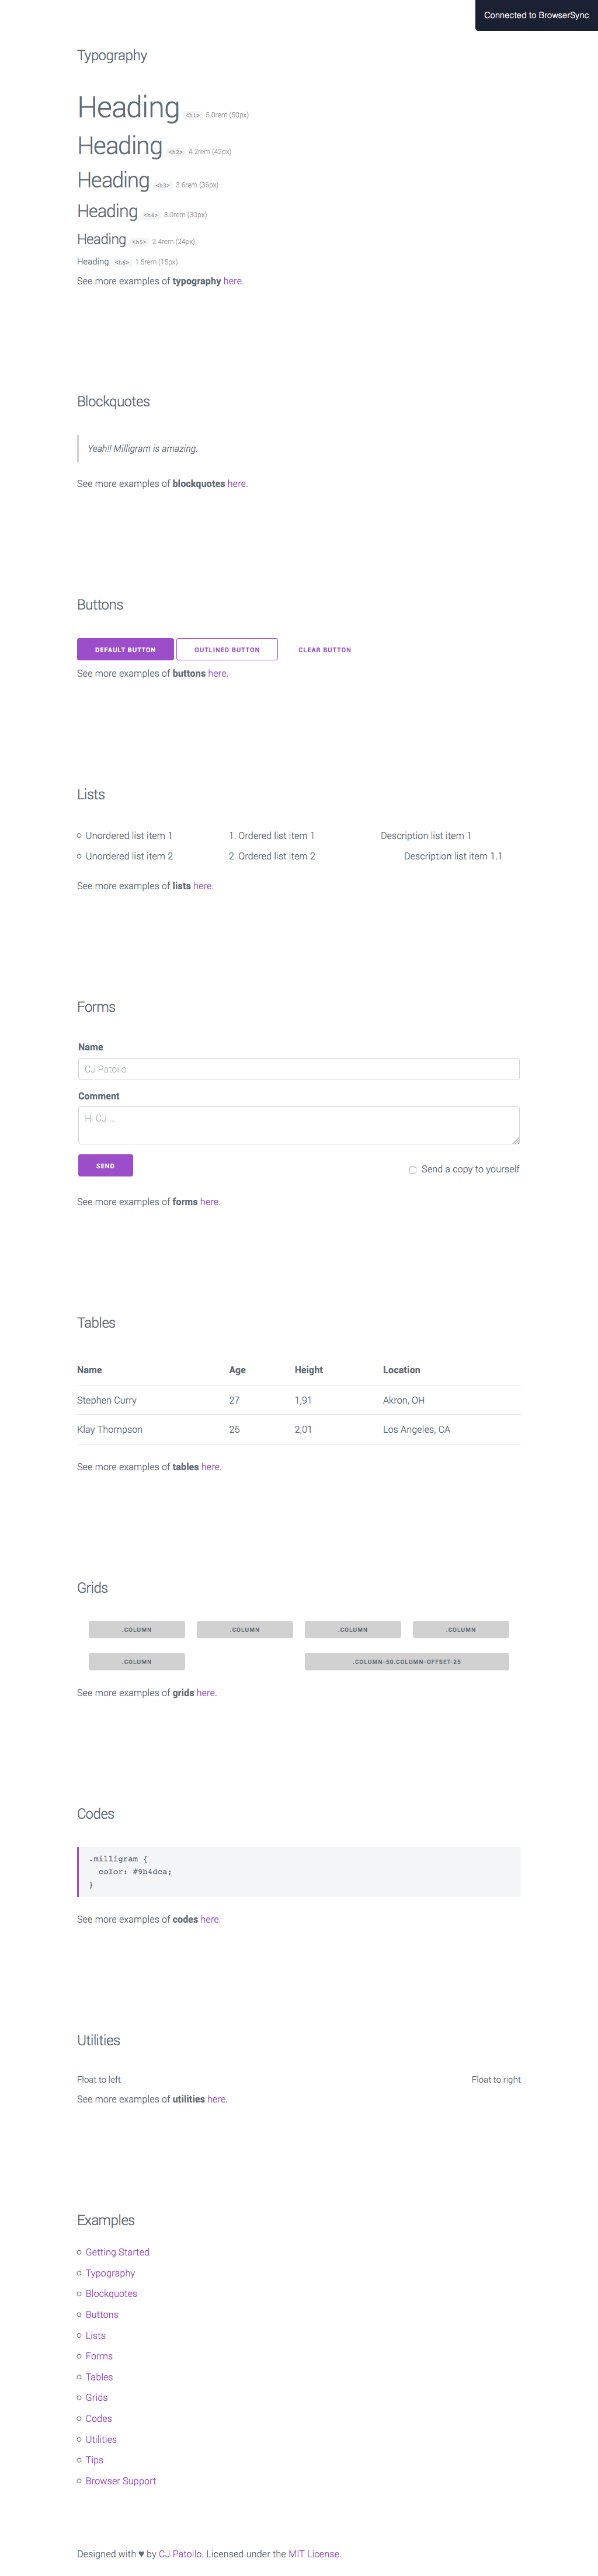 Connected to BrowserSync
Typography
Heading <h1> 5.0rem (50px)
Heading <h2> 4.2rem (42px)
Heading <h3> 3.6rem (36px)
Heading <h4> 3.0rem (30px)
Heading <h5> 2.4rem (24px)
Heading <h6> 1.5rem (15px)
See more examples of typography here.
Blockquotes
Yeah!! Milligram is amazing.
See more examples of blockquotes here.
Buttons
DEFAULT BUTTON OUTLINED BUTTON CLEAR BUTTON
See more examples of buttons here.
Lists
Unordered list item 1 1. Ordered list item 1 Description list item 1
Unordered list item 2 2. Ordered list item 2 Description list item 1.1
See more examples of lists here.
Forms
Name
CJ Patoilo
Comment
Hi CJ ...
SEND Send a copy to yourself
See more examples of forms here.
Tables
Name Age Height Location
Stephen Curry 27 1,91 Akron, OH
Klay Thompson 25 2,01 Los Angeles, CA
See more examples of tables here.
Grids
.COLUMN .COLUMN .COLUMN .COLUMN
.COLUMN .COLUMN-50.COLUMN-OFFSET-25
See more examples of grids here.
Codes
.milligram {
color: #9b4dca;
}
See more examples of codes here.
Utilities
Float to left Float to right
See more examples of utilities here.
Examples
Getting Started
Typography
Blockquotes
Buttons
Lists
Forms
Tables
Grids
Codes
Utilities
Tips
Browser Support
Designed with ♥ by CJ Patoilo. Licensed under the MIT License.